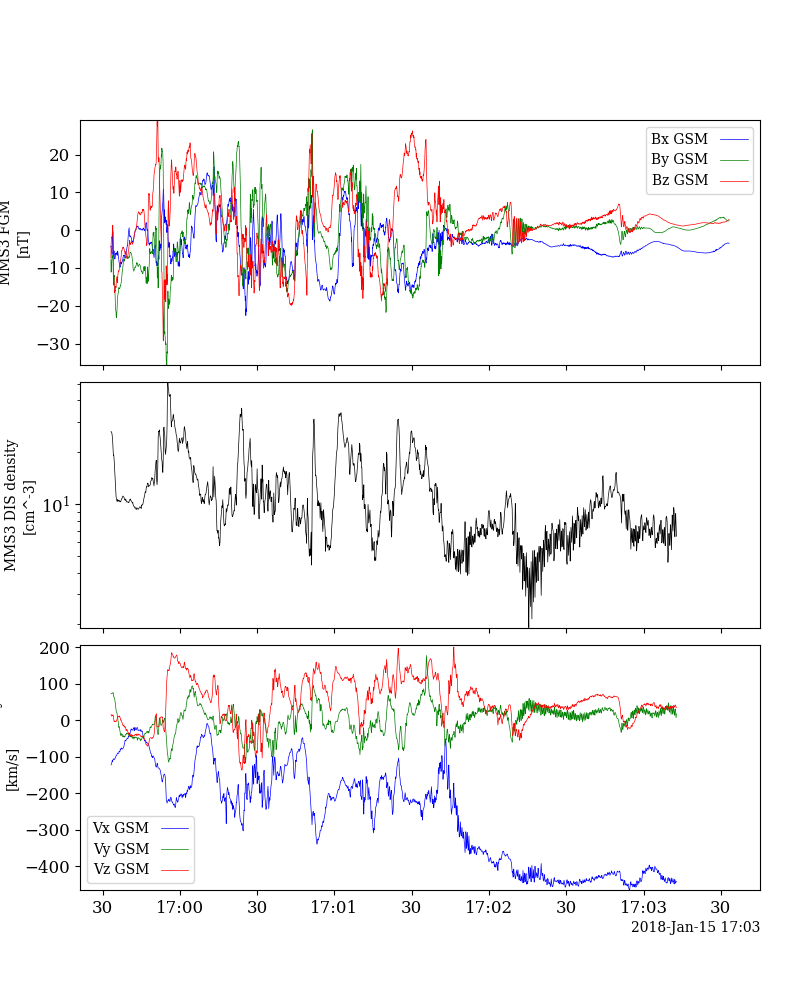 MMS3 FGM
[nT]
20
10
0
−10
−20
−30
Bx GSM
By GSM
Bz GSM
MMS3 DIS density
[cm^-3]
10^1
200
100
0
−100
−200
−300
−400
[km/s]
Vx GSM
Vy GSM
Vz GSM
30 17:00 30 17:01 30 17:02 30 17:03 30
2018-Jan-15 17:03